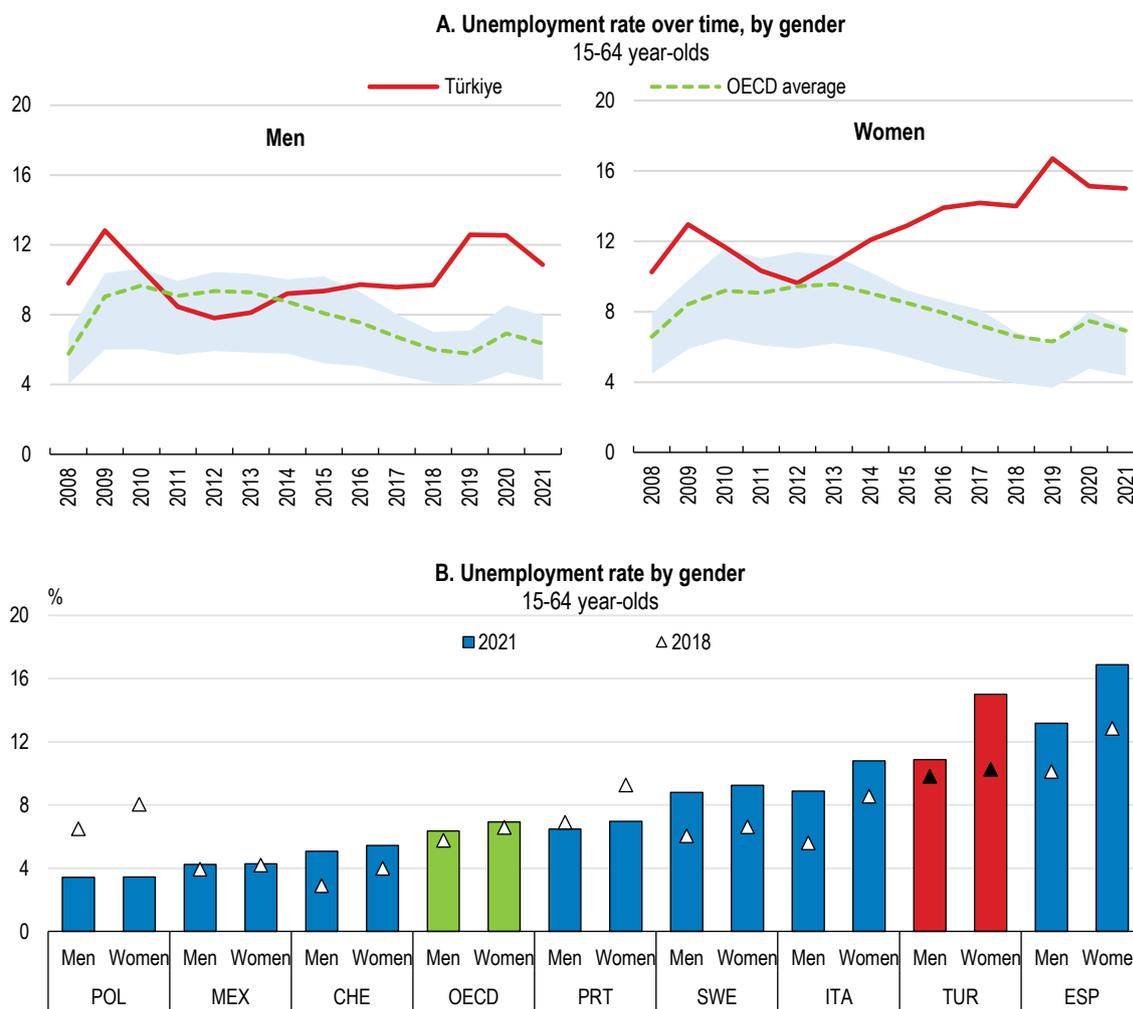 A. Unemployment rate over time, by gender
15-64 year-olds
Türkiye
OECD average
Men
20
16
12
8
4
0
2008 2009 2010 2011 2012 2013 2014 2015 2016 2017 2018 2019 2020 2021
Women
20
16
12
8
4
0
2008 2009 2010 2011 2012 2013 2014 2015 2016 2017 2018 2019 2020 2021
B. Unemployment rate by gender
15-64 year-olds
%
2021 2018
20
16
12
8
4
0
Men Women Men Women Men Women Men Women Men Women Men Women Men Women Men Women Men Wome
POL MEX CHE OECD PRT SWE ITA TUR ESP